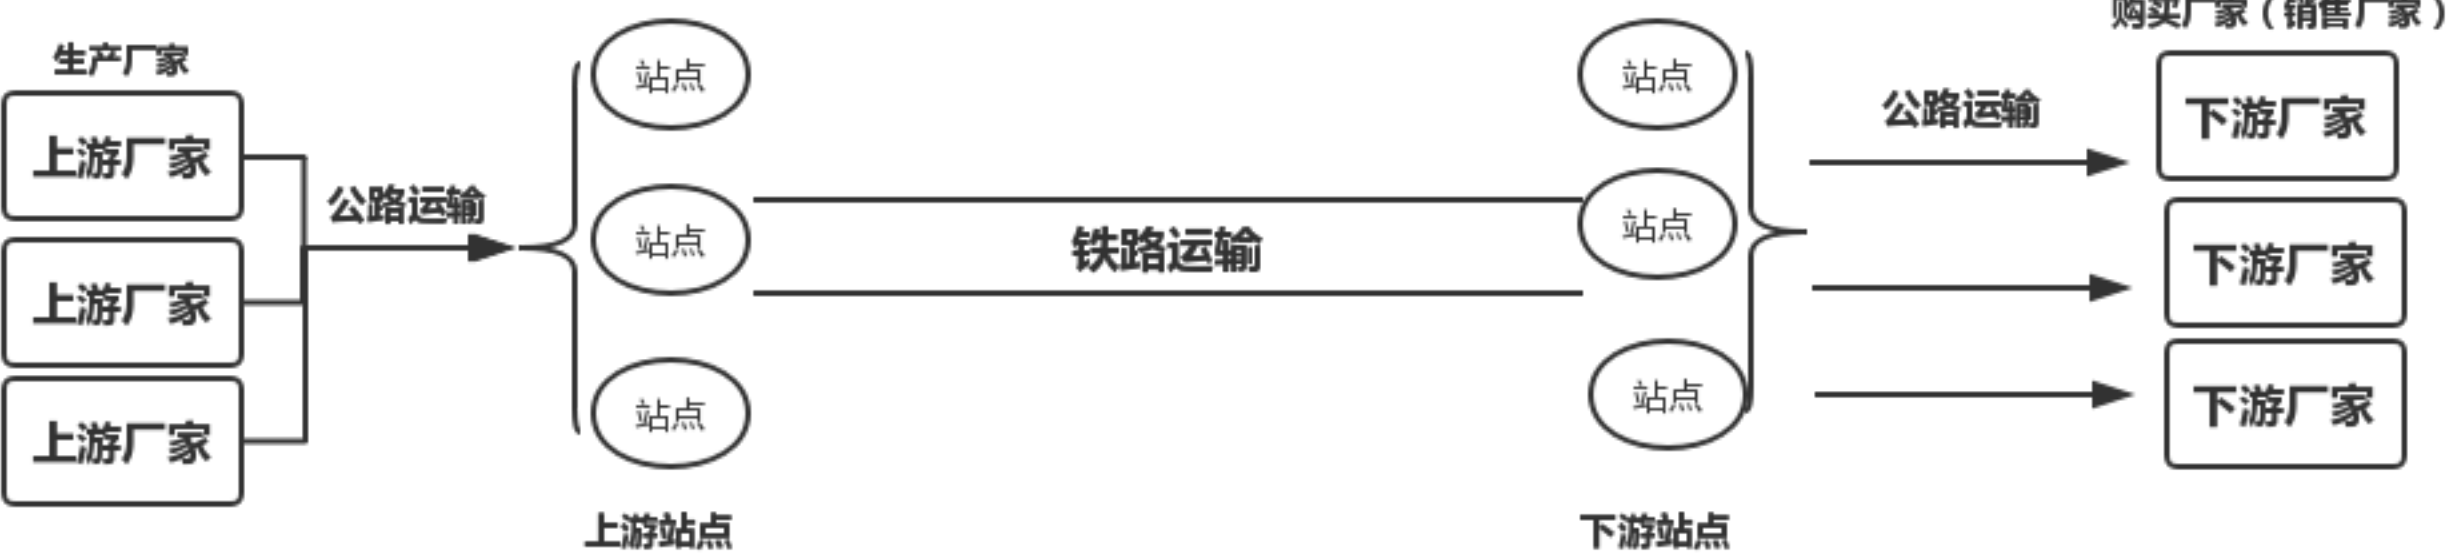 生产厂家
上游厂家
上游厂家
上游厂家
公路运输
站点
站点
站点
上游站点
铁路运输
站点
站点
站点
下游站点
公路运输
购买厂家（销售厂家）
下游厂家
下游厂家
下游厂家